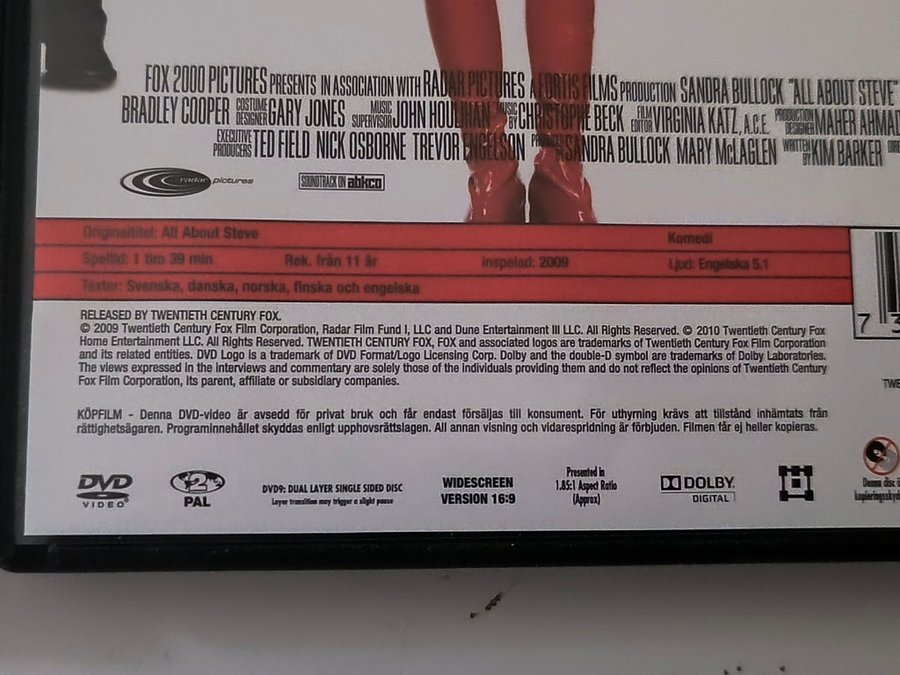 FOX 2000 PICTURES PRESENTS IN ASSOCIATION WITH RADAR PICTURES A FORTIS FILMS PRODUCTION SANDRA BULLOCK "ALL ABOUT STEVE"
BRADLEY COOPER COSTUME DESIGNER GARY JONES MUSIC SUPERVISOR JOHN HOULIHAN MUSIC BY CHRISTOPHE BECK FILM EDITOR VIRGINIA KATZ, A.C.E. PRODUCTION DESIGNER MAHER AHMAD
EXECUTIVE PRODUCERS TED FIELD NICK OSBORNE TREVOR ENGELSON PRODUCED BY SANDRA BULLOCK MARY McLAGLEN WRITTEN BY KIM BARKER
radar pictures SOUNDTRACK ON abkco
Originaltitel: All About Steve Komedi
Speltid: 1 tim 39 min Rek. från 11 år Inspelad: 2009 Ljud: Engelska 5.1
Texter: Svenska, danska, norska, finska och engelska
7 3
RELEASED BY TWENTIETH CENTURY FOX.
© 2009 Twentieth Century Fox Film Corporation, Radar Film Fund I, LLC and Dune Entertainment III LLC. All Rights Reserved. © 2010 Twentieth Century Fox
Home Entertainment LLC. All Rights Reserved. TWENTIETH CENTURY FOX, FOX and associated logos are trademarks of Twentieth Century Fox Film Corporation
and its related entities. DVD Logo is a trademark of DVD Format/Logo Licensing Corp. Dolby and the double-D symbol are trademarks of Dolby Laboratories.
The views expressed in the interviews and commentary are solely those of the individuals providing them and do not reflect the opinions of Twentieth Century
Fox Film Corporation, its parent, affiliate or subsidiary companies.
TWE
KÖPFILM - Denna DVD-video är avsedd för privat bruk och får endast försäljas till konsument. För uthyrning krävs att tillstånd inhämtats från
rättighetsägaren. Programinnehållet skyddas enligt upphovsrättslagen. All annan visning och vidarespridning är förbjuden. Filmen får ej heller kopieras.
DVD VIDEO
2 PAL
DVD9: DUAL LAYER SINGLE SIDED DISC
Layer transition may trigger a slight pause
WIDESCREEN
VERSION 16:9
Presented in
1.85:1 Aspect Ratio
(Approx)
DOLBY
DIGITAL
Denna disc ä
kopieringsskyd